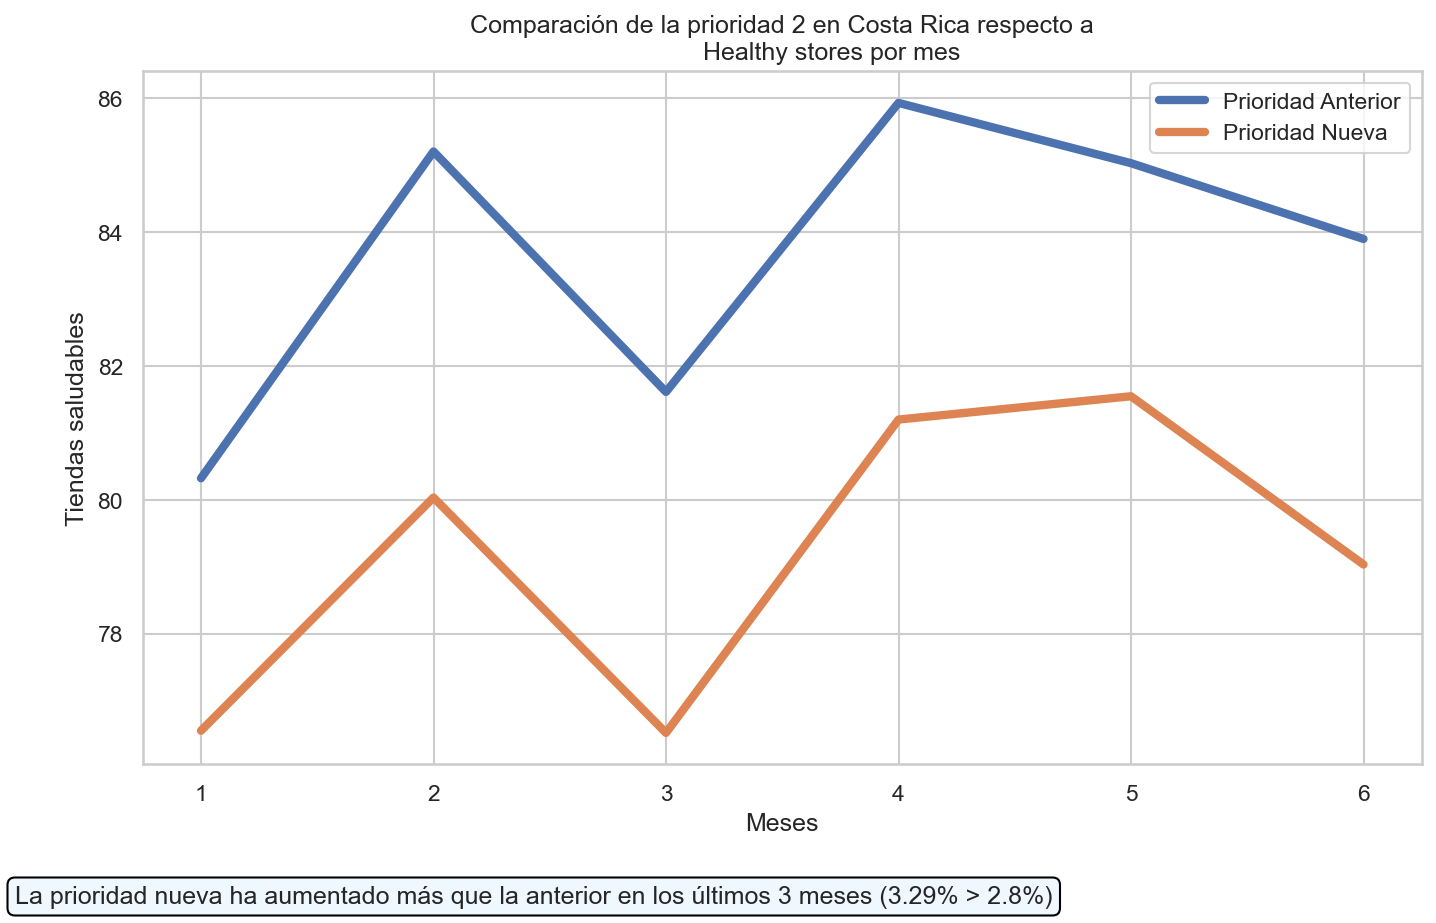 Comparación de la prioridad 2 en Costa Rica respecto a
Healthy stores por mes
Prioridad Anterior
Prioridad Nueva
Tiendas saludables
86
84
82
80
78
1 2 3 4 5 6
Meses
La prioridad nueva ha aumentado más que la anterior en los últimos 3 meses (3.29% > 2.8%)